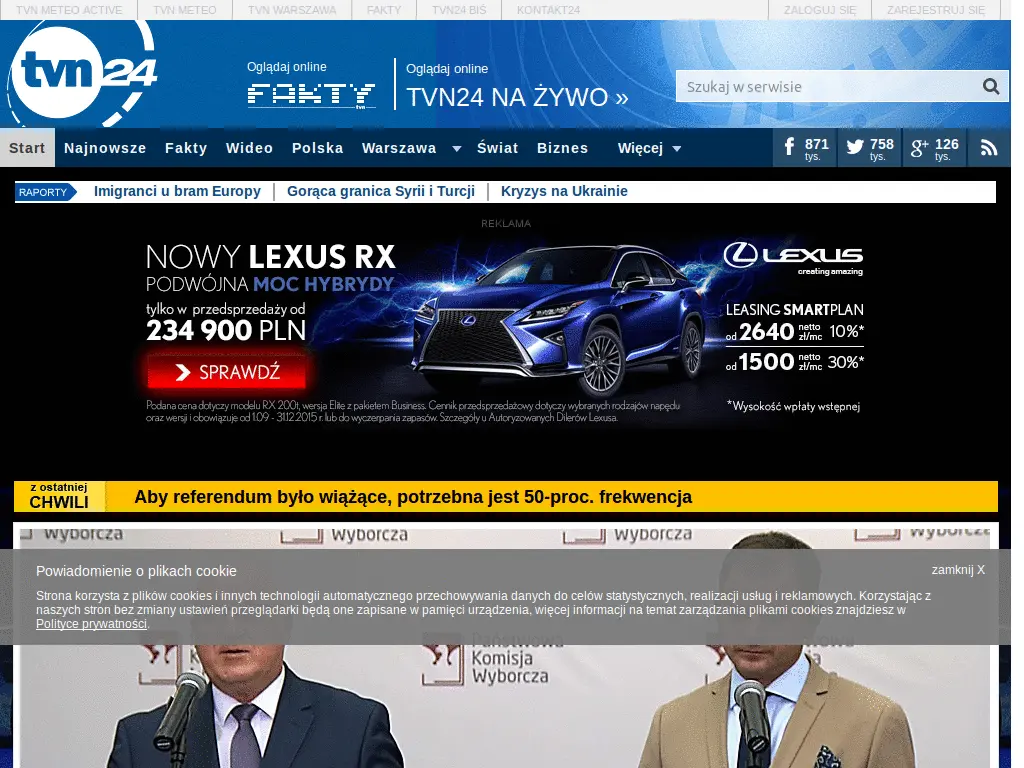 TVN METEO ACTIVE TVN METEO TVN WARSZAWA FAKTY TVN24 BIŚ KONTAKT24 ZALOGUJ SIĘ ZAREJESTRUJ SIĘ
tvn24
Oglądaj online
FAKTY
tvn
Oglądaj online
TVN24 NA ŻYWO »
Szukaj w serwisie
Start Najnowsze Fakty Wideo Polska Warszawa Świat Biznes Więcej
871 tys.
758 tys.
g+ 126 tys.
RAPORTY Imigranci u bram Europy Gorąca granica Syrii i Turcji Kryzys na Ukrainie
REKLAMA
NOWY LEXUS RX
PODWÓJNA MOC HYBRYDY
tylko w przedsprzedaży od
234 900 PLN
SPRAWDŹ
Podana cena dotyczy modelu RX 200t, wersja Elite z pakietem Business. Cennik przedsprzedażowy dotyczy wybranych rodzajów napędu
oraz wersji i obowiązuje od 1.09 - 31.12.2015 r. lub do wyczerpania zapasów. Szczegóły u Autoryzowanych Dilerów Lexusa.
LEXUS
creating amazing
LEASING SMARTPLAN
od 2640 netto zł/mc 10%*
od 1500 netto zł/mc 30%*
*Wysokość wpłaty wstępnej
z ostatniej
CHWILI
Aby referendum było wiążące, potrzebna jest 50-proc. frekwencja
Wyborcza Wyborcza Wyborcza Wyborcza
Powiadomienie o plikach cookie
zamknij X
Strona korzysta z plików cookies i innych technologii automatycznego przechowywania danych do celów statystycznych, realizacji usług i reklamowych. Korzystając z
naszych stron bez zmiany ustawień przeglądarki będą one zapisane w pamięci urządzenia, więcej informacji na temat zarządzania plikami cookies znajdziesz w
Polityce prywatności.
Państwowa
Komisja
Wyborcza